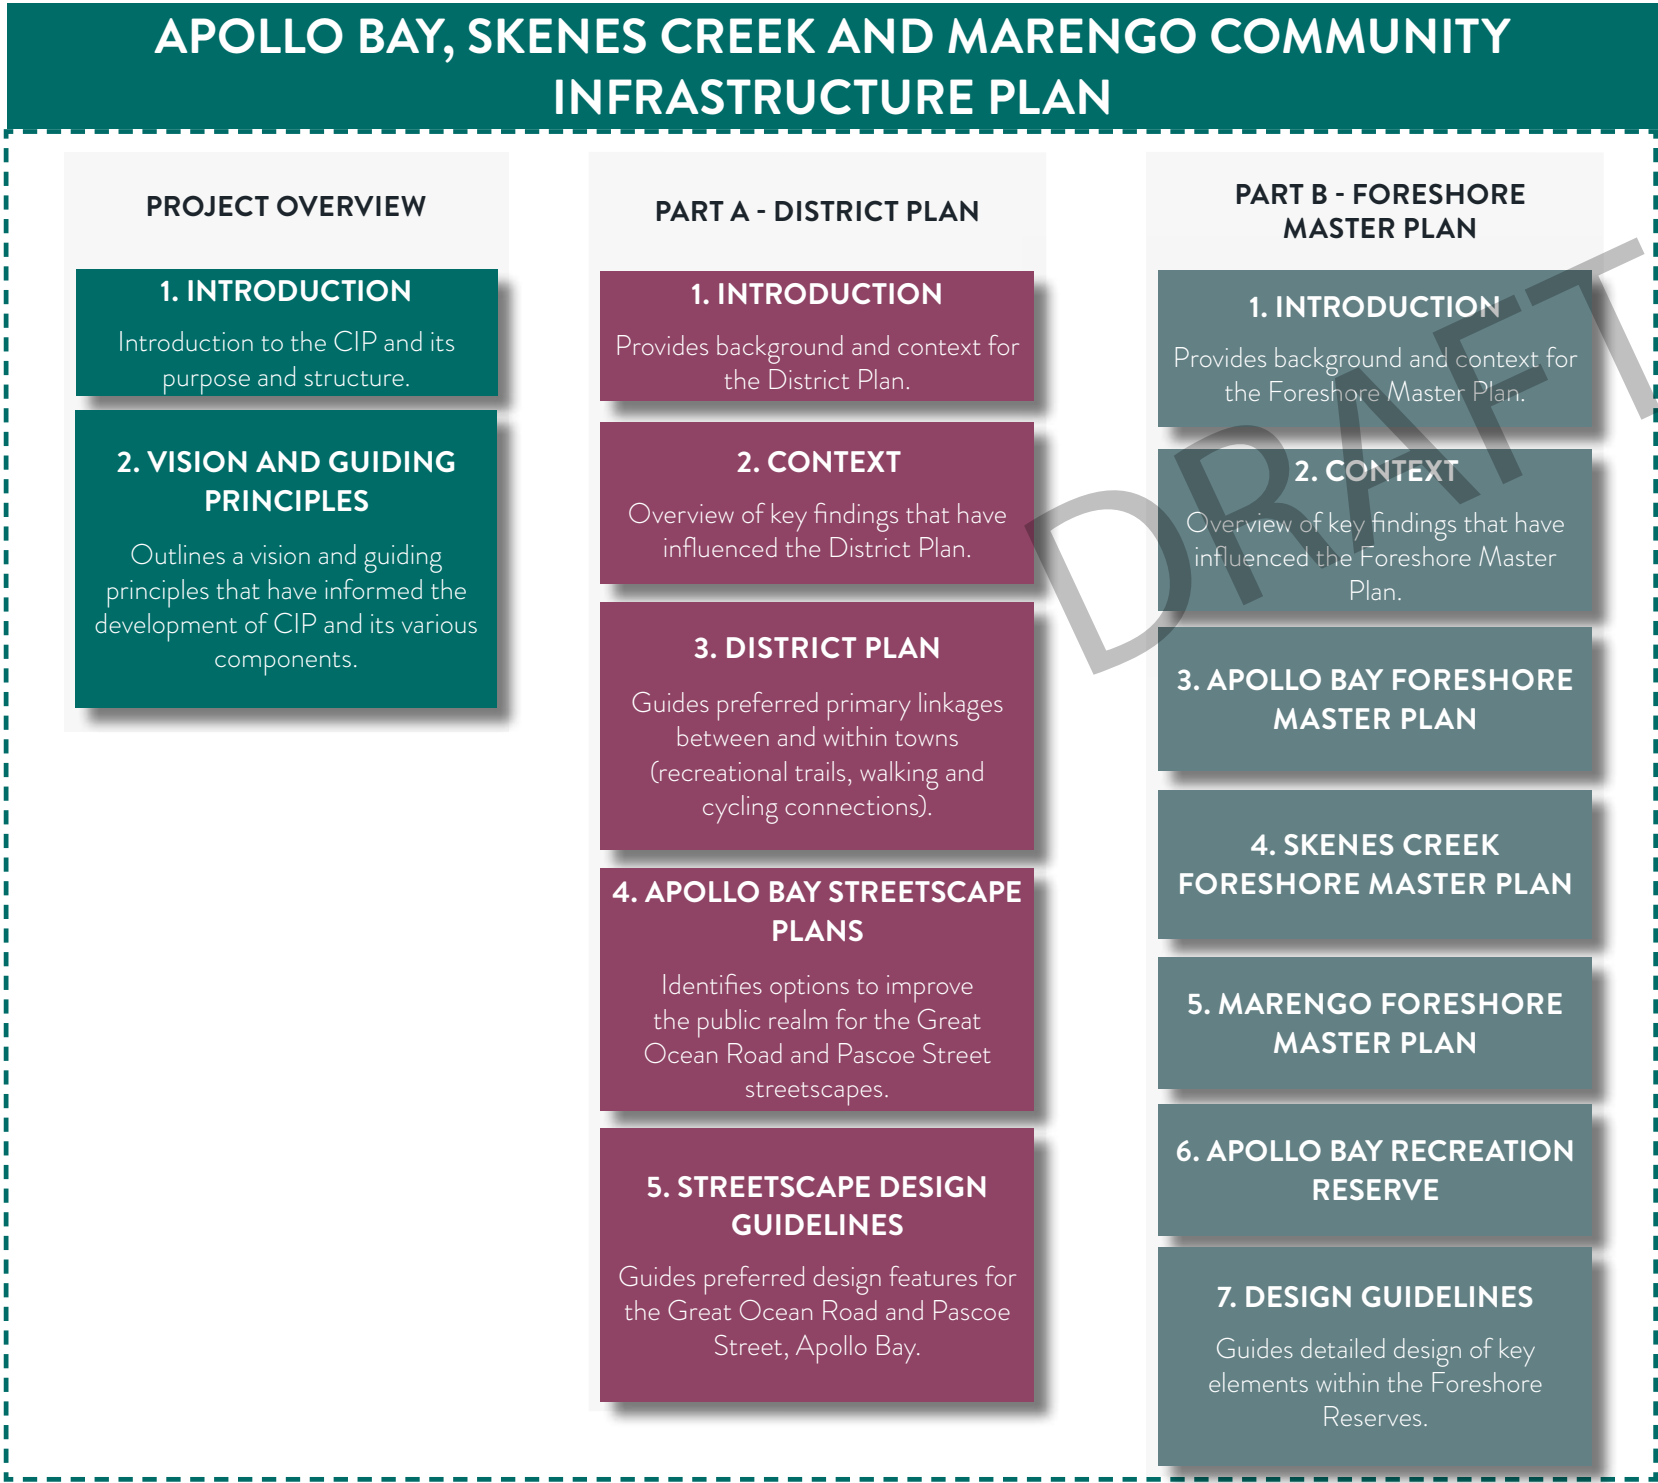 APOLLO BAY, SKENES CREEK AND MARENGO COMMUNITY
INFRASTRUCTURE PLAN
PROJECT OVERVIEW
1. INTRODUCTION
Introduction to the CIP and its
purpose and structure.
2. VISION AND GUIDING
PRINCIPLES
Outlines a vision and guiding
principles that have informed the
development of CIP and its various
components.
PART A - DISTRICT PLAN
1. INTRODUCTION
Provides background and context for
the District Plan.
2. CONTEXT
Overview of key findings that have
influenced the District Plan.
3. DISTRICT PLAN
Guides preferred primary linkages
between and within towns
(recreational trails, walking and
cycling connections).
4. APOLLO BAY STREETSCAPE
PLANS
Identifies options to improve
the public realm for the Great
Ocean Road and Pascoe Street
streetscapes.
5. STREETSCAPE DESIGN
GUIDELINES
Guides preferred design features for
the Great Ocean Road and Pascoe
Street, Apollo Bay.
PART B - FORESHORE
MASTER PLAN
1. INTRODUCTION
Provides background and context for
the Foreshore Master Plan.
2. CONTEXT
Overview of key findings that have
influenced the Foreshore Master
Plan.
3. APOLLO BAY FORESHORE
MASTER PLAN
4. SKENES CREEK
FORESHORE MASTER PLAN
5. MARENGO FORESHORE
MASTER PLAN
6. APOLLO BAY RECREATION
RESERVE
7. DESIGN GUIDELINES
Guides detailed design of key
elements within the Foreshore
Reserves.
DRAFT